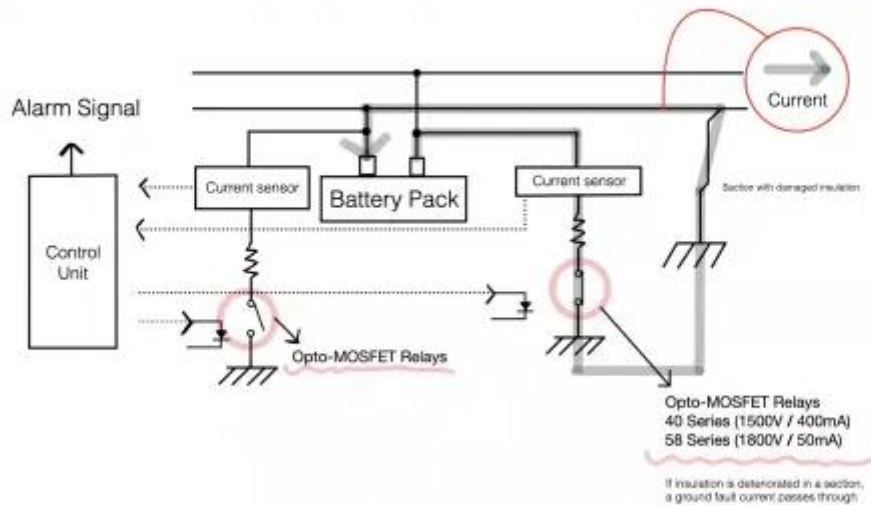 Current
Alarm Signal
Current sensor
Battery Pack
Current sensor
Section with damaged insulation
Control
Unit
Opto-MOSFET Relays
Opto-MOSFET Relays
40 Series (1500V / 400mA)
58 Series (1800V / 50mA)
If insulation is deteriorated in a section,
a ground fault current passes through